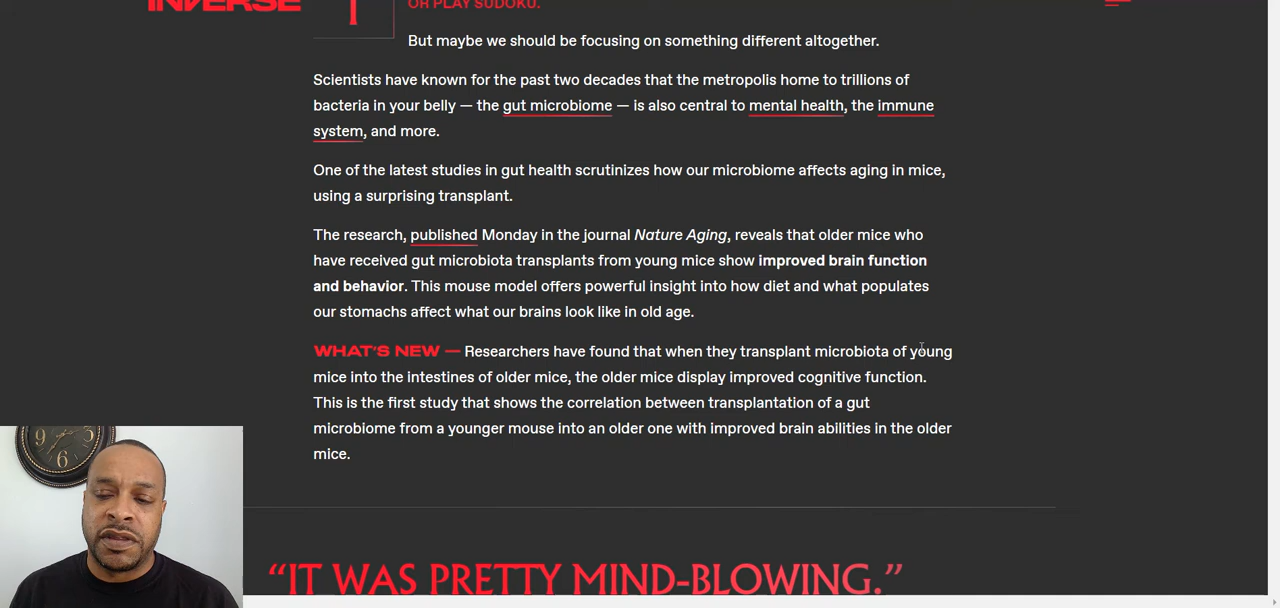 INVERSE
OR PLAY SUDOKU.
But maybe we should be focusing on something different altogether.
Scientists have known for the past two decades that the metropolis home to trillions of
bacteria in your belly — the gut microbiome — is also central to mental health, the immune
system, and more.
One of the latest studies in gut health scrutinizes how our microbiome affects aging in mice,
using a surprising transplant.
The research, published Monday in the journal Nature Aging, reveals that older mice who
have received gut microbiota transplants from young mice show improved brain function
and behavior. This mouse model offers powerful insight into how diet and what populates
our stomachs affect what our brains look like in old age.
WHAT'S NEW — Researchers have found that when they transplant microbiota of young
mice into the intestines of older mice, the older mice display improved cognitive function.
This is the first study that shows the correlation between transplantation of a gut
microbiome from a younger mouse into an older one with improved brain abilities in the older
mice.
9
3
6
“IT WAS PRETTY MIND-BLOWING.”